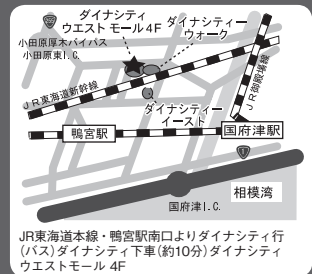 ダイナシティ
ウエスト モール 4F
ダイナシティー
ウォーク
小田原厚木バイパス
小田原東I.C.
JR東海道新幹線
ダイナシティー
イースト
JR御殿場線
鴨宮駅
国府津駅
1
相模湾
国府津I.C.
JR東海道本線・鴨宮駅南口よりダイナシティ行
(バス)ダイナシティ下車(約10分)ダイナシティ
ウエストモール 4F